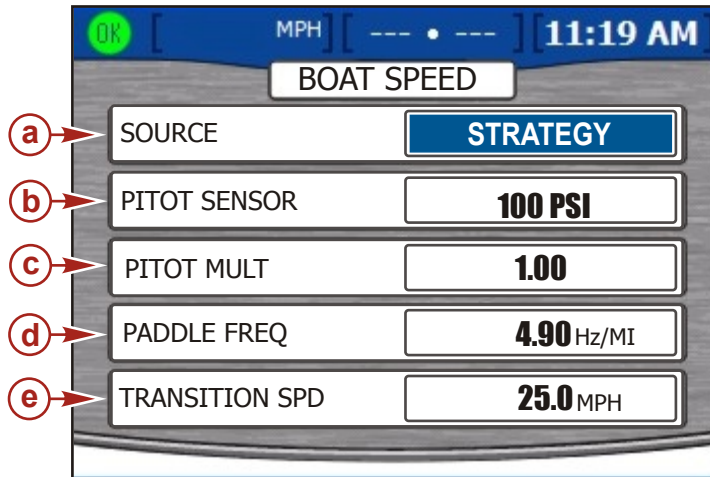 OK [ MPH ] [ --- • --- ] [ 11:19 AM ]
BOAT SPEED
a SOURCE STRATEGY
b PITOT SENSOR 100 PSI
c PITOT MULT 1.00
d PADDLE FREQ 4.90 Hz/MI
e TRANSITION SPD 25.0 MPH